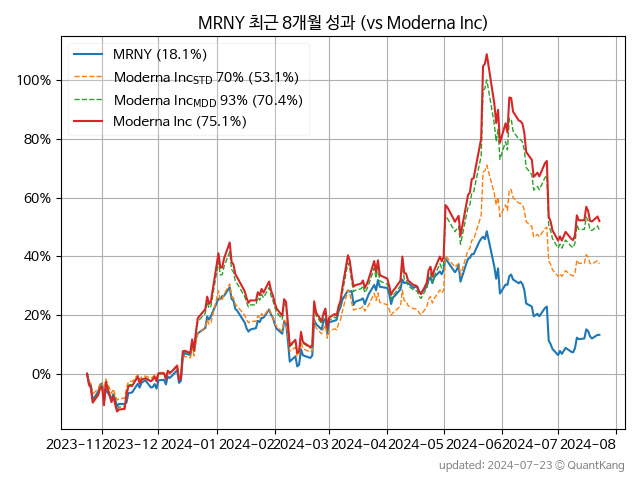 MRNY 최근 8개월 성과 (vs Moderna Inc)
MRNY (18.1%)
Moderna IncSTD 70% (53.1%)
Moderna IncMDD 93% (70.4%)
Moderna Inc (75.1%)
100%
80%
60%
40%
20%
0%
2023-11 2023-12 2024-01 2024-02 2024-03 2024-04 2024-05 2024-06 2024-07 2024-08
updated: 2024-07-23 ⓒ QuantKang